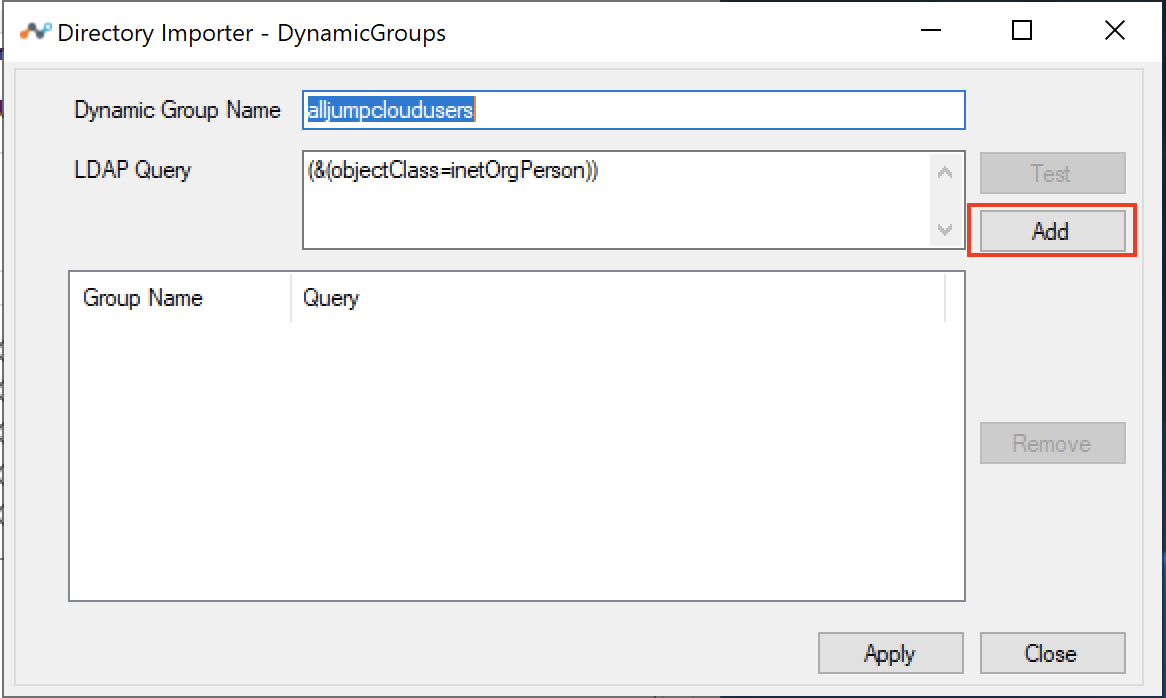 Directory Importer - DynamicGroups
Dynamic Group Name alljumpcloudusers
LDAP Query (&(objectClass=inetOrgPerson))
Test
Add
Group Name Query
Remove
Apply Close